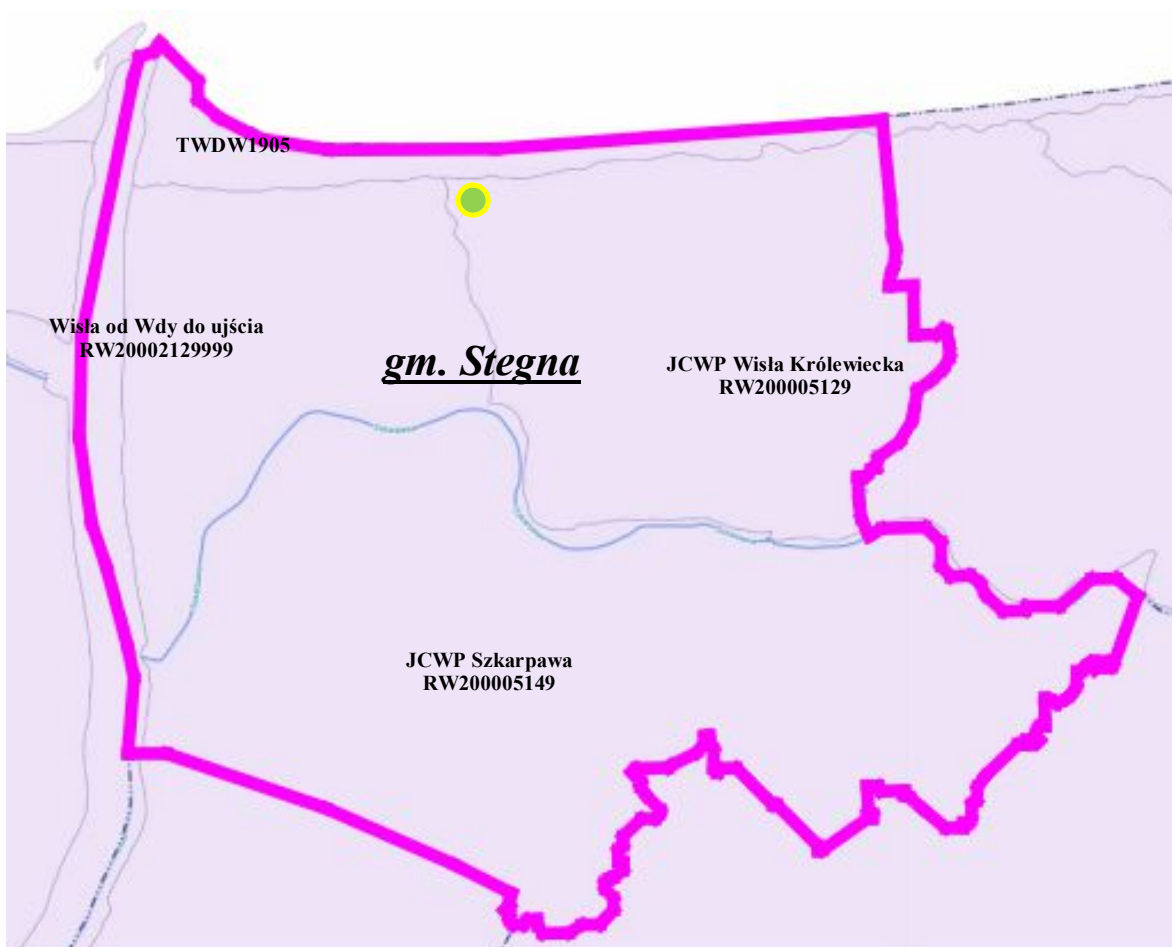 TWDW1905
Wisła od Wdy do ujścia
RW20002129999
gm. Stegna
JCWP Wisła Królewiecka
RW200005129
JCWP Szkarpawa
RW200005149